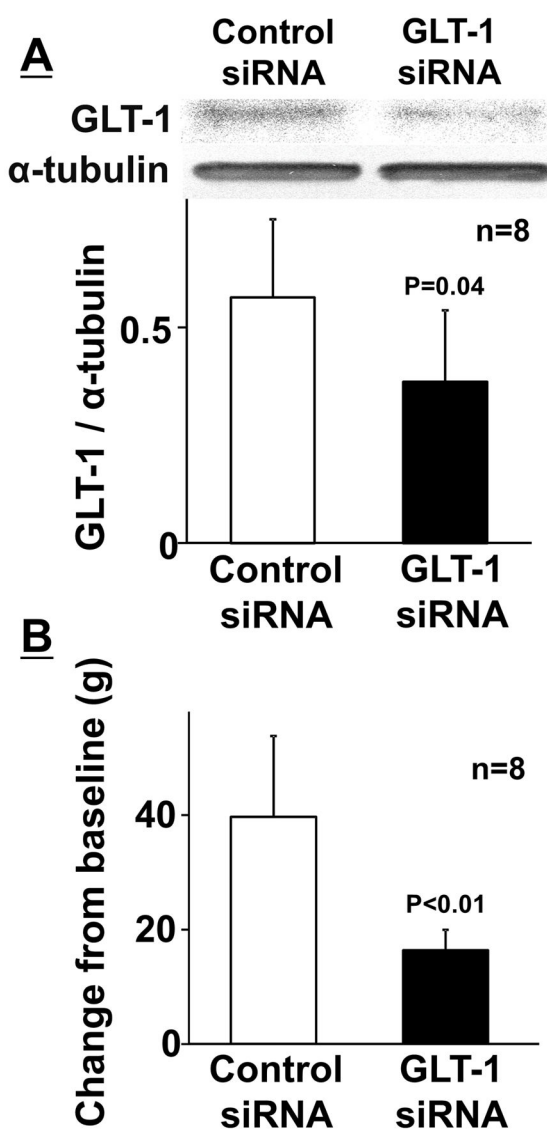 A
Control
siRNA
GLT-1
siRNA
GLT-1
α-tubulin
GLT-1 / α-tubulin
n=8
P=0.04
0.5
0
Control
siRNA
GLT-1
siRNA
B
Change from baseline (g)
n=8
40
P<0.01
20
0
Control
siRNA
GLT-1
siRNA